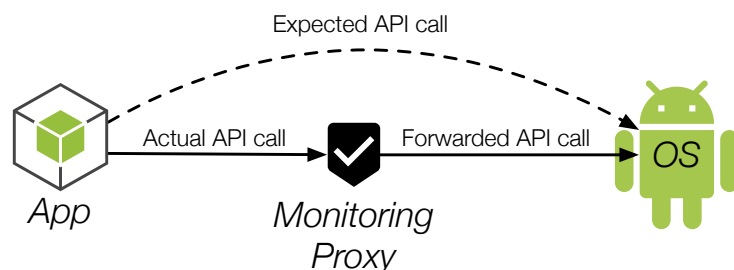 Expected API call
Actual API call
Forwarded API call
OS
App
Monitoring
Proxy